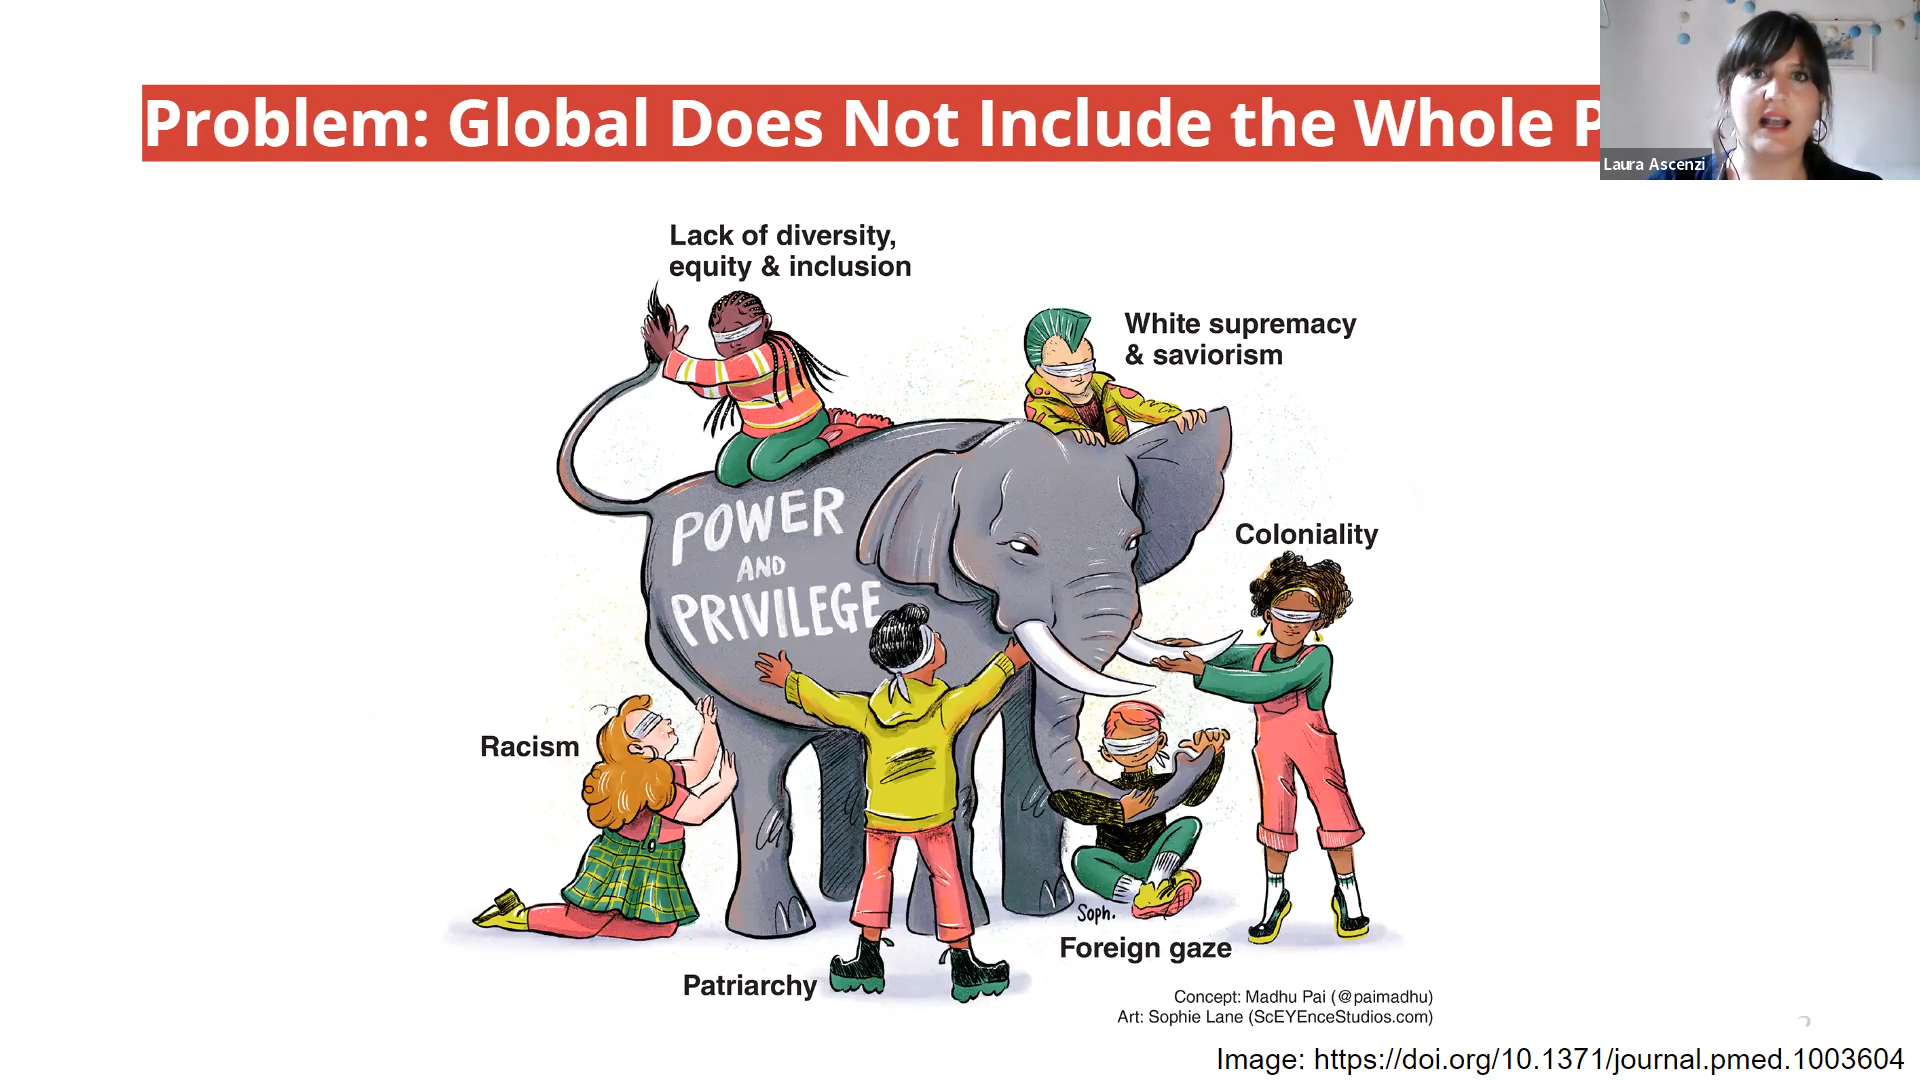 Problem: Global Does Not Include the Whole
Laura Ascenzi
Lack of diversity,
equity & inclusion
White supremacy
& saviorism
POWER
AND
PRIVILEGE
Coloniality
Racism
Soph.
Foreign gaze
Patriarchy
Concept: Madhu Pai (@paimadhu)
Art: Sophie Lane (ScEYEnceStudios.com)
Image: https://doi.org/10.1371/journal.pmed.1003604